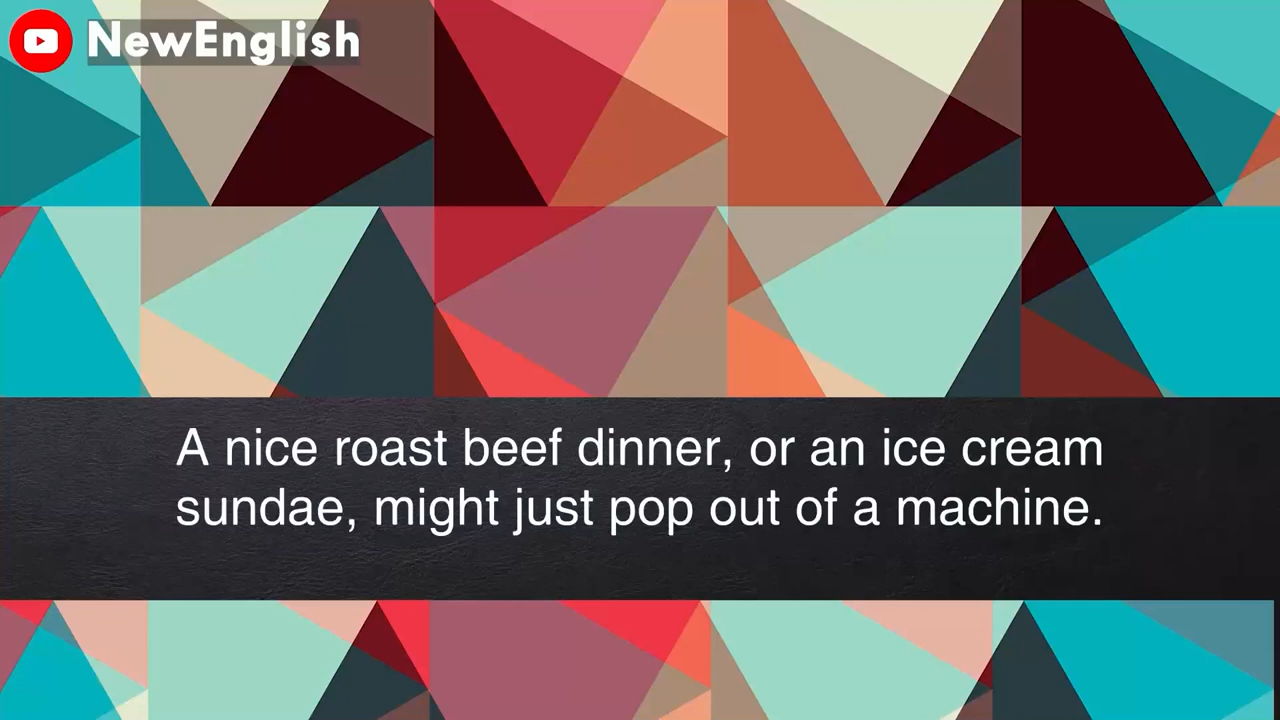 NewEnglish
A nice roast beef dinner, or an ice cream
sundae, might just pop out of a machine.